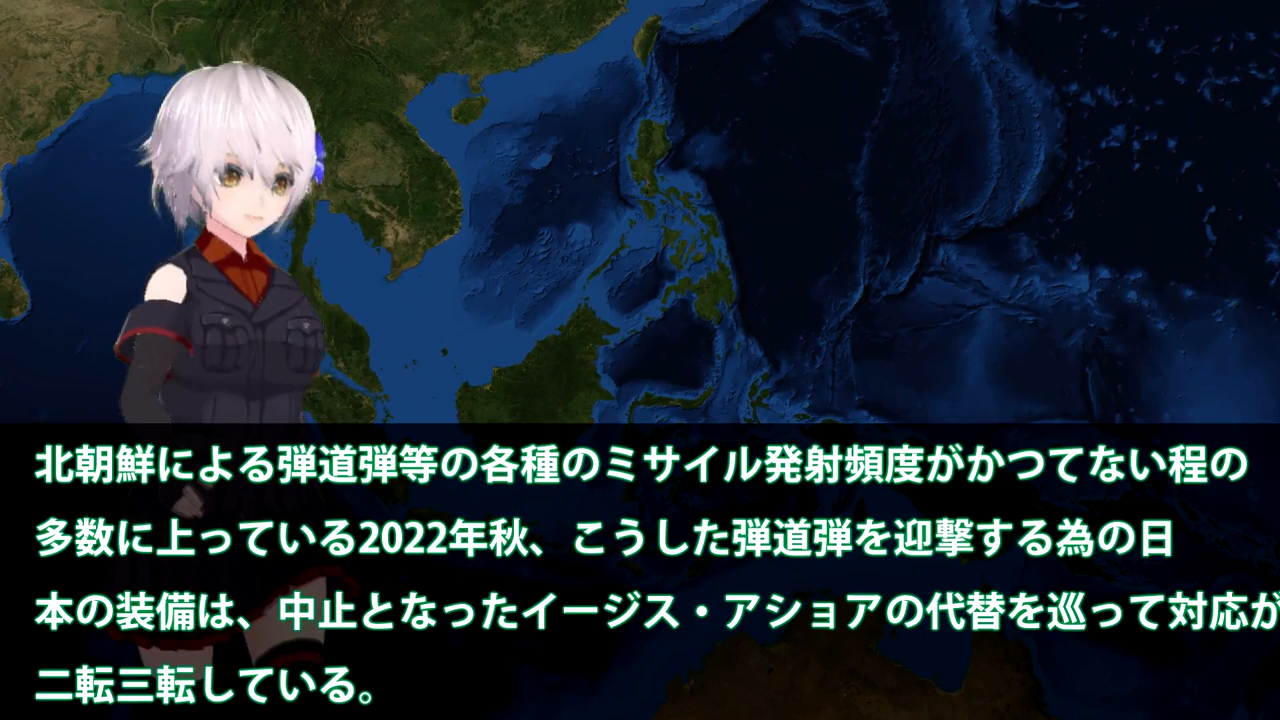 北朝鮮による弾道弾等の各種のミサイル発射頻度がかつてない程の
多数に上っている2022年秋、こうした弾道弾を迎撃する為の日
本の装備は、中止となったイージス・アショアの代替を巡って対応が
二転三転している。